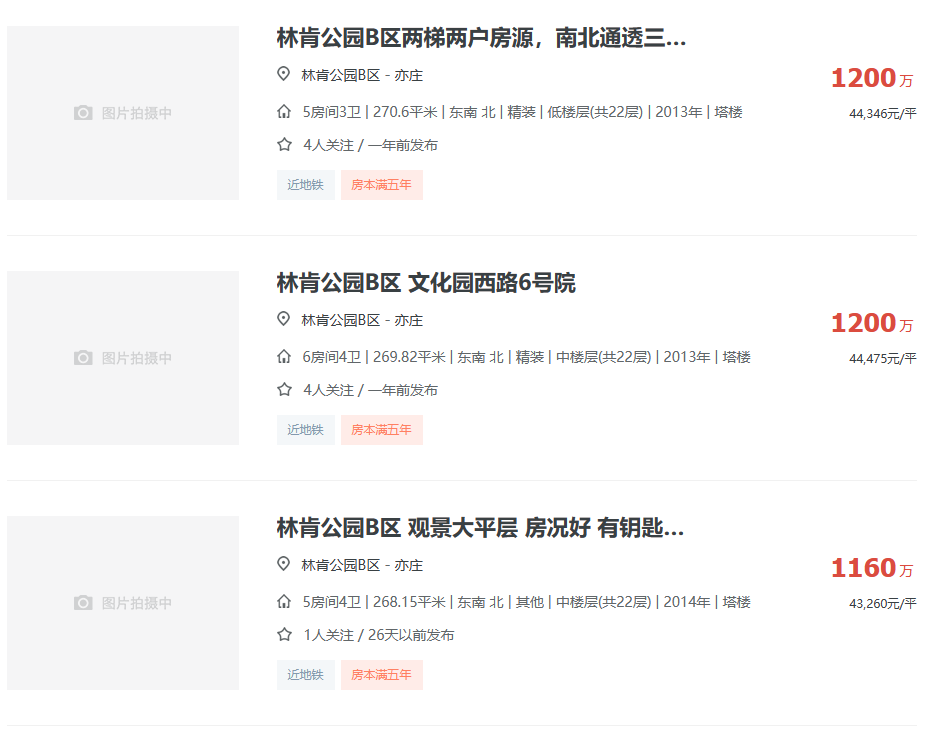 林肯公园B区两梯两户房源，南北通透三...
林肯公园B区 - 亦庄
1200万
5房间3卫 | 270.6平米 | 东南 北 | 精装 | 低楼层(共22层) | 2013年 | 塔楼
44,346元/平
图片拍摄中
4人关注 / 一年前发布
近地铁 房本满五年
林肯公园B区 文化园西路6号院
林肯公园B区 - 亦庄
1200万
6房间4卫 | 269.82平米 | 东南 北 | 精装 | 中楼层(共22层) | 2013年 | 塔楼
44,475元/平
图片拍摄中
4人关注 / 一年前发布
近地铁 房本满五年
林肯公园B区 观景大平层 房况好 有钥匙...
林肯公园B区 - 亦庄
1160万
5房间4卫 | 268.15平米 | 东南 北 | 其他 | 中楼层(共22层) | 2014年 | 塔楼
43,260元/平
图片拍摄中
1人关注 / 26天以前发布
近地铁 房本满五年